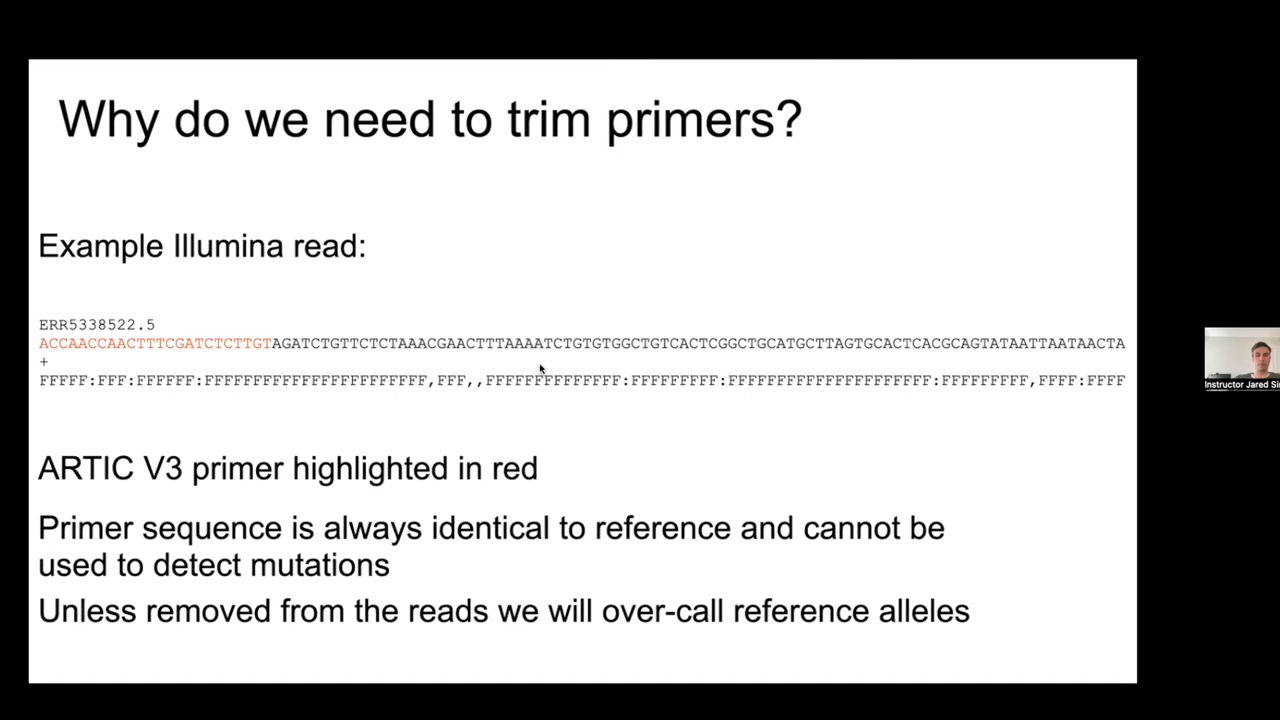 Why do we need to trim primers?
Example Illumina read:
ERR5338522.5
ACCAACCAACTTTCGATCTCTTGTAGATCTGTTCTCTAAACGAACTTTAAAATCTGTGTGGCTGTCACTCGGCTGCATGCTTAGTGCACTCACGCAGTATAATTAATAACTA
+
FFFFF:FFF:FFFFFF:FFFFFFFFFFFFFFFFFFFFFFF,FFF,,FFFFFFFFFFFFFF:FFFFFFFFF:FFFFFFFFFFFFFFFFFFFFF:FFFFFFFFF,FFFF:FFFF
ARTIC V3 primer highlighted in red
Primer sequence is always identical to reference and cannot be
used to detect mutations
Unless removed from the reads we will over-call reference alleles
Instructor Jared Si